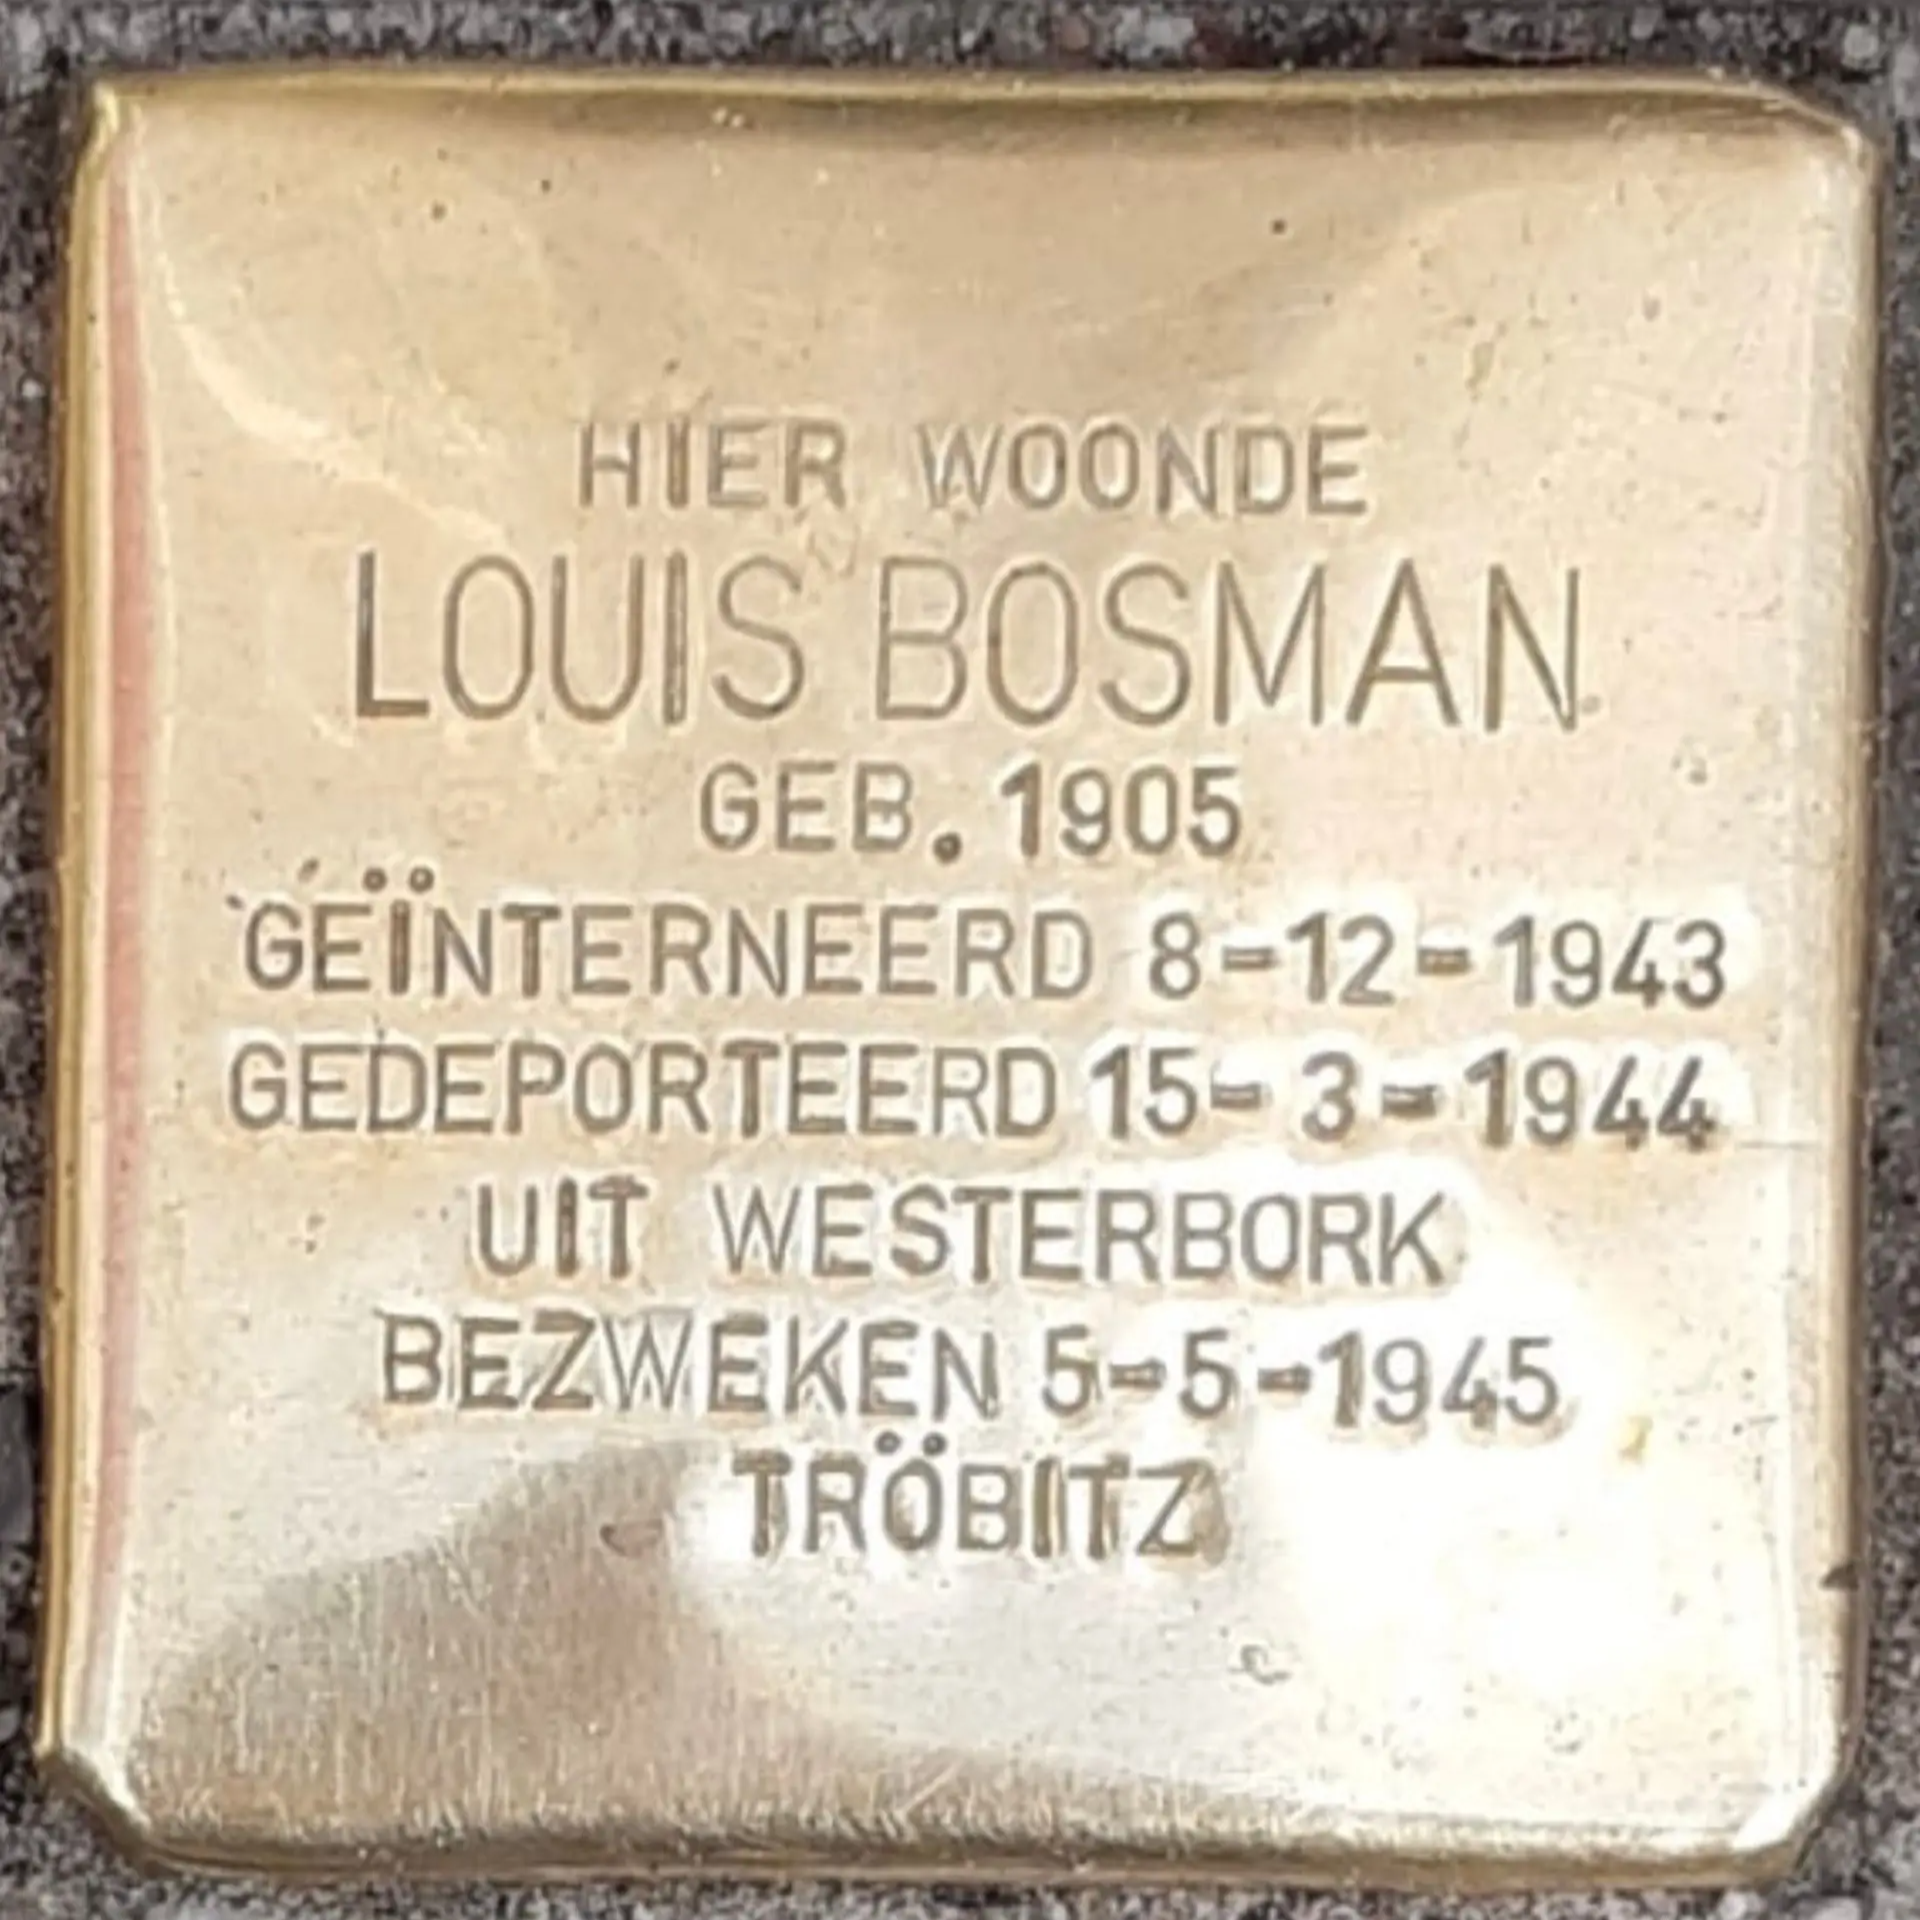 HIER WOONDE
LOUIS BOSMAN
GEB. 1905
GEÏNTERNEERD 8-12-1943
GEDEPORTEERD 15-3-1944
UIT WESTERBORK
BEZWEKEN 5-5-1945
TRÖBITZ